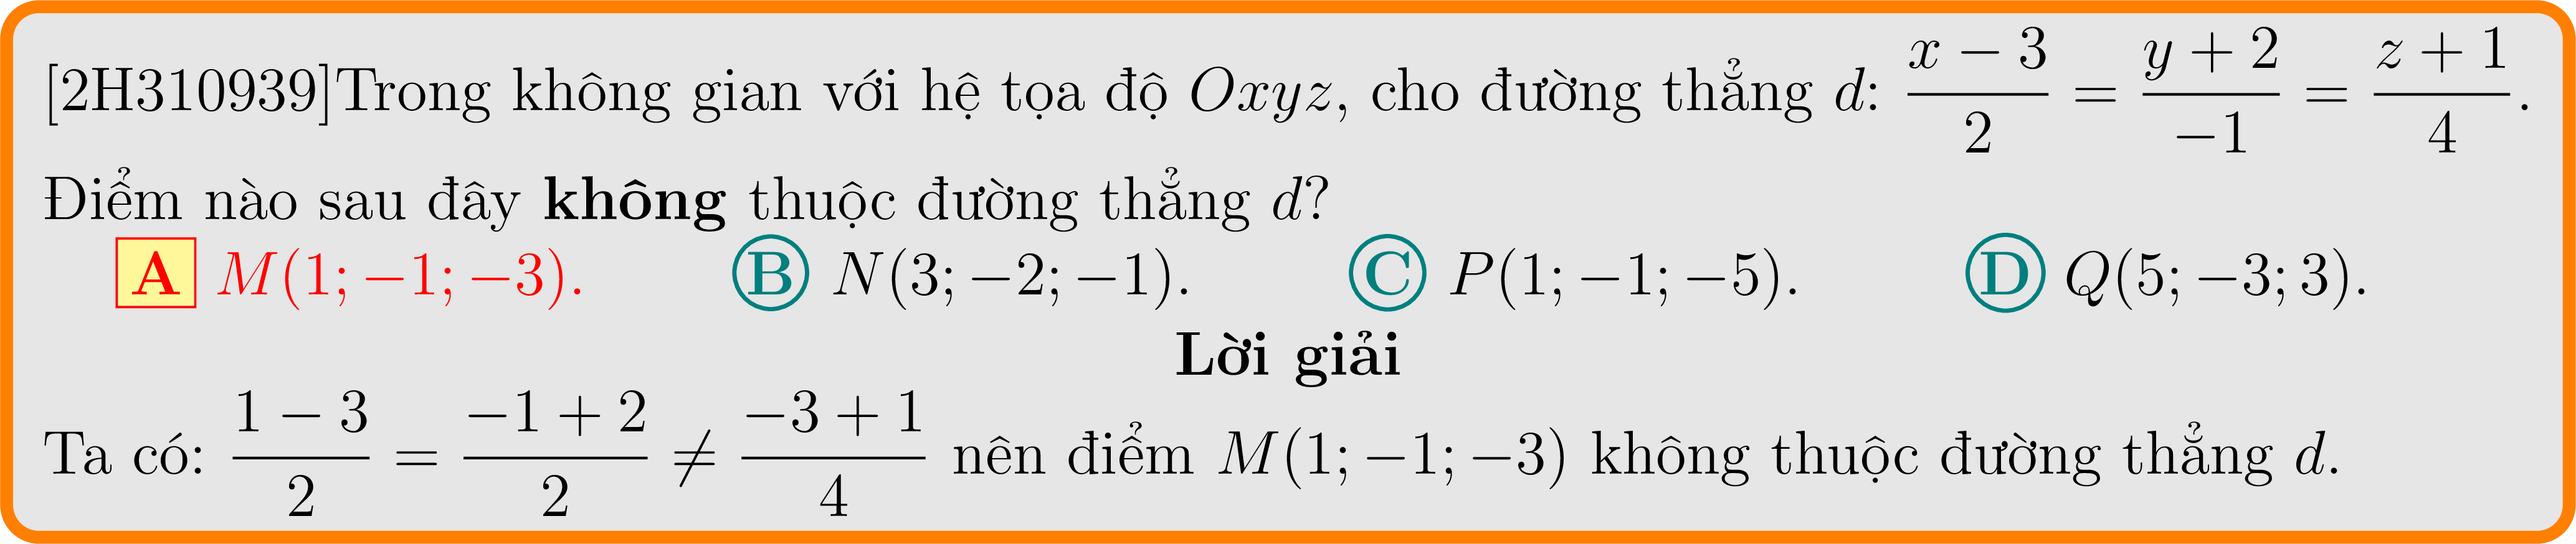 [2H310939]Trong không gian với hệ tọa độ Oxyz, cho đường thẳng d: \frac{x-3}{2} = \frac{y+2}{-1} = \frac{z+1}{4}.
Điểm nào sau đây không thuộc đường thẳng d?
A M(1;−1;−3). B N(3;−2;−1). C P(1;−1;−5). D Q(5;−3;3).
Lời giải
Ta có: \frac{1-3}{2} = \frac{-1+2}{2} ≠ \frac{-3+1}{4} nên điểm M(1;−1;−3) không thuộc đường thẳng d.